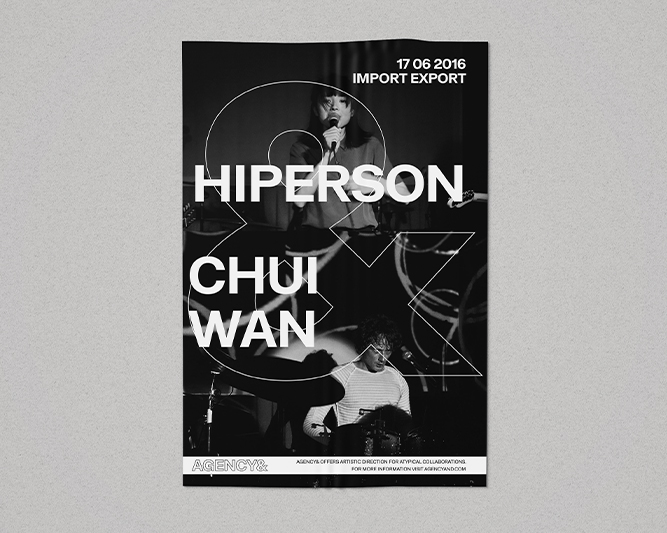 17 06 2016
IMPORT EXPORT
HIPERSON
&
CHUI
WAN
AGENCY&
AGENCY& OFFERS ARTISTIC DIRECTION FOR ATYPICAL COLLABORATIONS.
FOR MORE INFORMATION VISIT AGENCYAND.COM